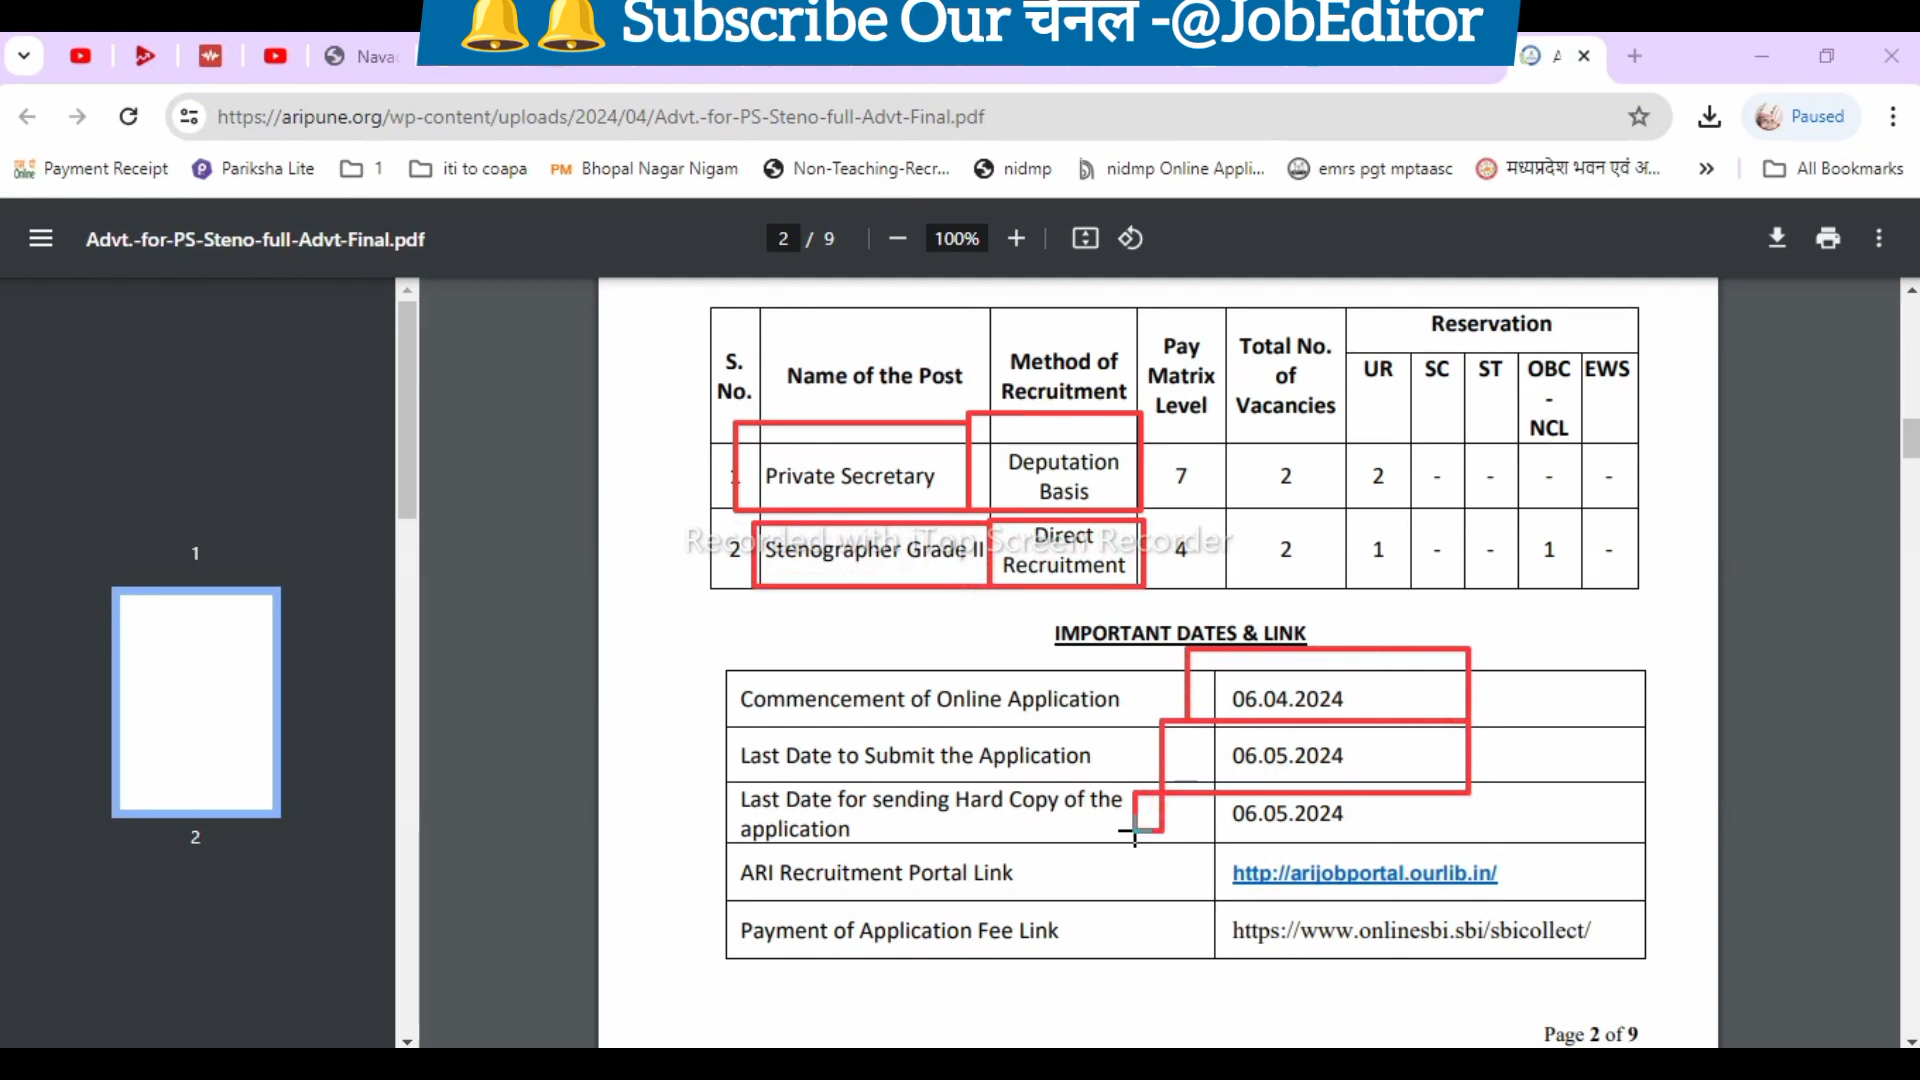 Subscribe Our चैनल -@JobEditor
Nava
https://aripune.org/wp-content/uploads/2024/04/Advt.-for-PS-Steno-full-Advt-Final.pdf
Paused
Payment Receipt
Pariksha Lite
1
iti to coapa
PM Bhopal Nagar Nigam
Non-Teaching-Recr...
nidmp
nidmp Online Appli...
emrs pgt mptaasc
मध्यप्रदेश भवन एवं अ...
»
All Bookmarks
Advt.-for-PS-Steno-full-Advt-Final.pdf
2 / 9
100%
S. No.
Name of the Post
Method of Recruitment
Pay Matrix Level
Total No. of Vacancies
Reservation
UR SC ST OBC - NCL EWS
1 Private Secretary Deputation Basis 7 2 2 - - - -
2 Stenographer Grade II Direct Recruitment 4 2 1 - - 1 -
Recorded with iTop Screen Recorder
IMPORTANT DATES & LINK
Commencement of Online Application 06.04.2024
Last Date to Submit the Application 06.05.2024
Last Date for sending Hard Copy of the
application
06.05.2024
ARI Recruitment Portal Link http://arijobportal.ourlib.in/
Payment of Application Fee Link https://www.onlinesbi.sbi/sbicollect/
Page 2 of 9
1
2